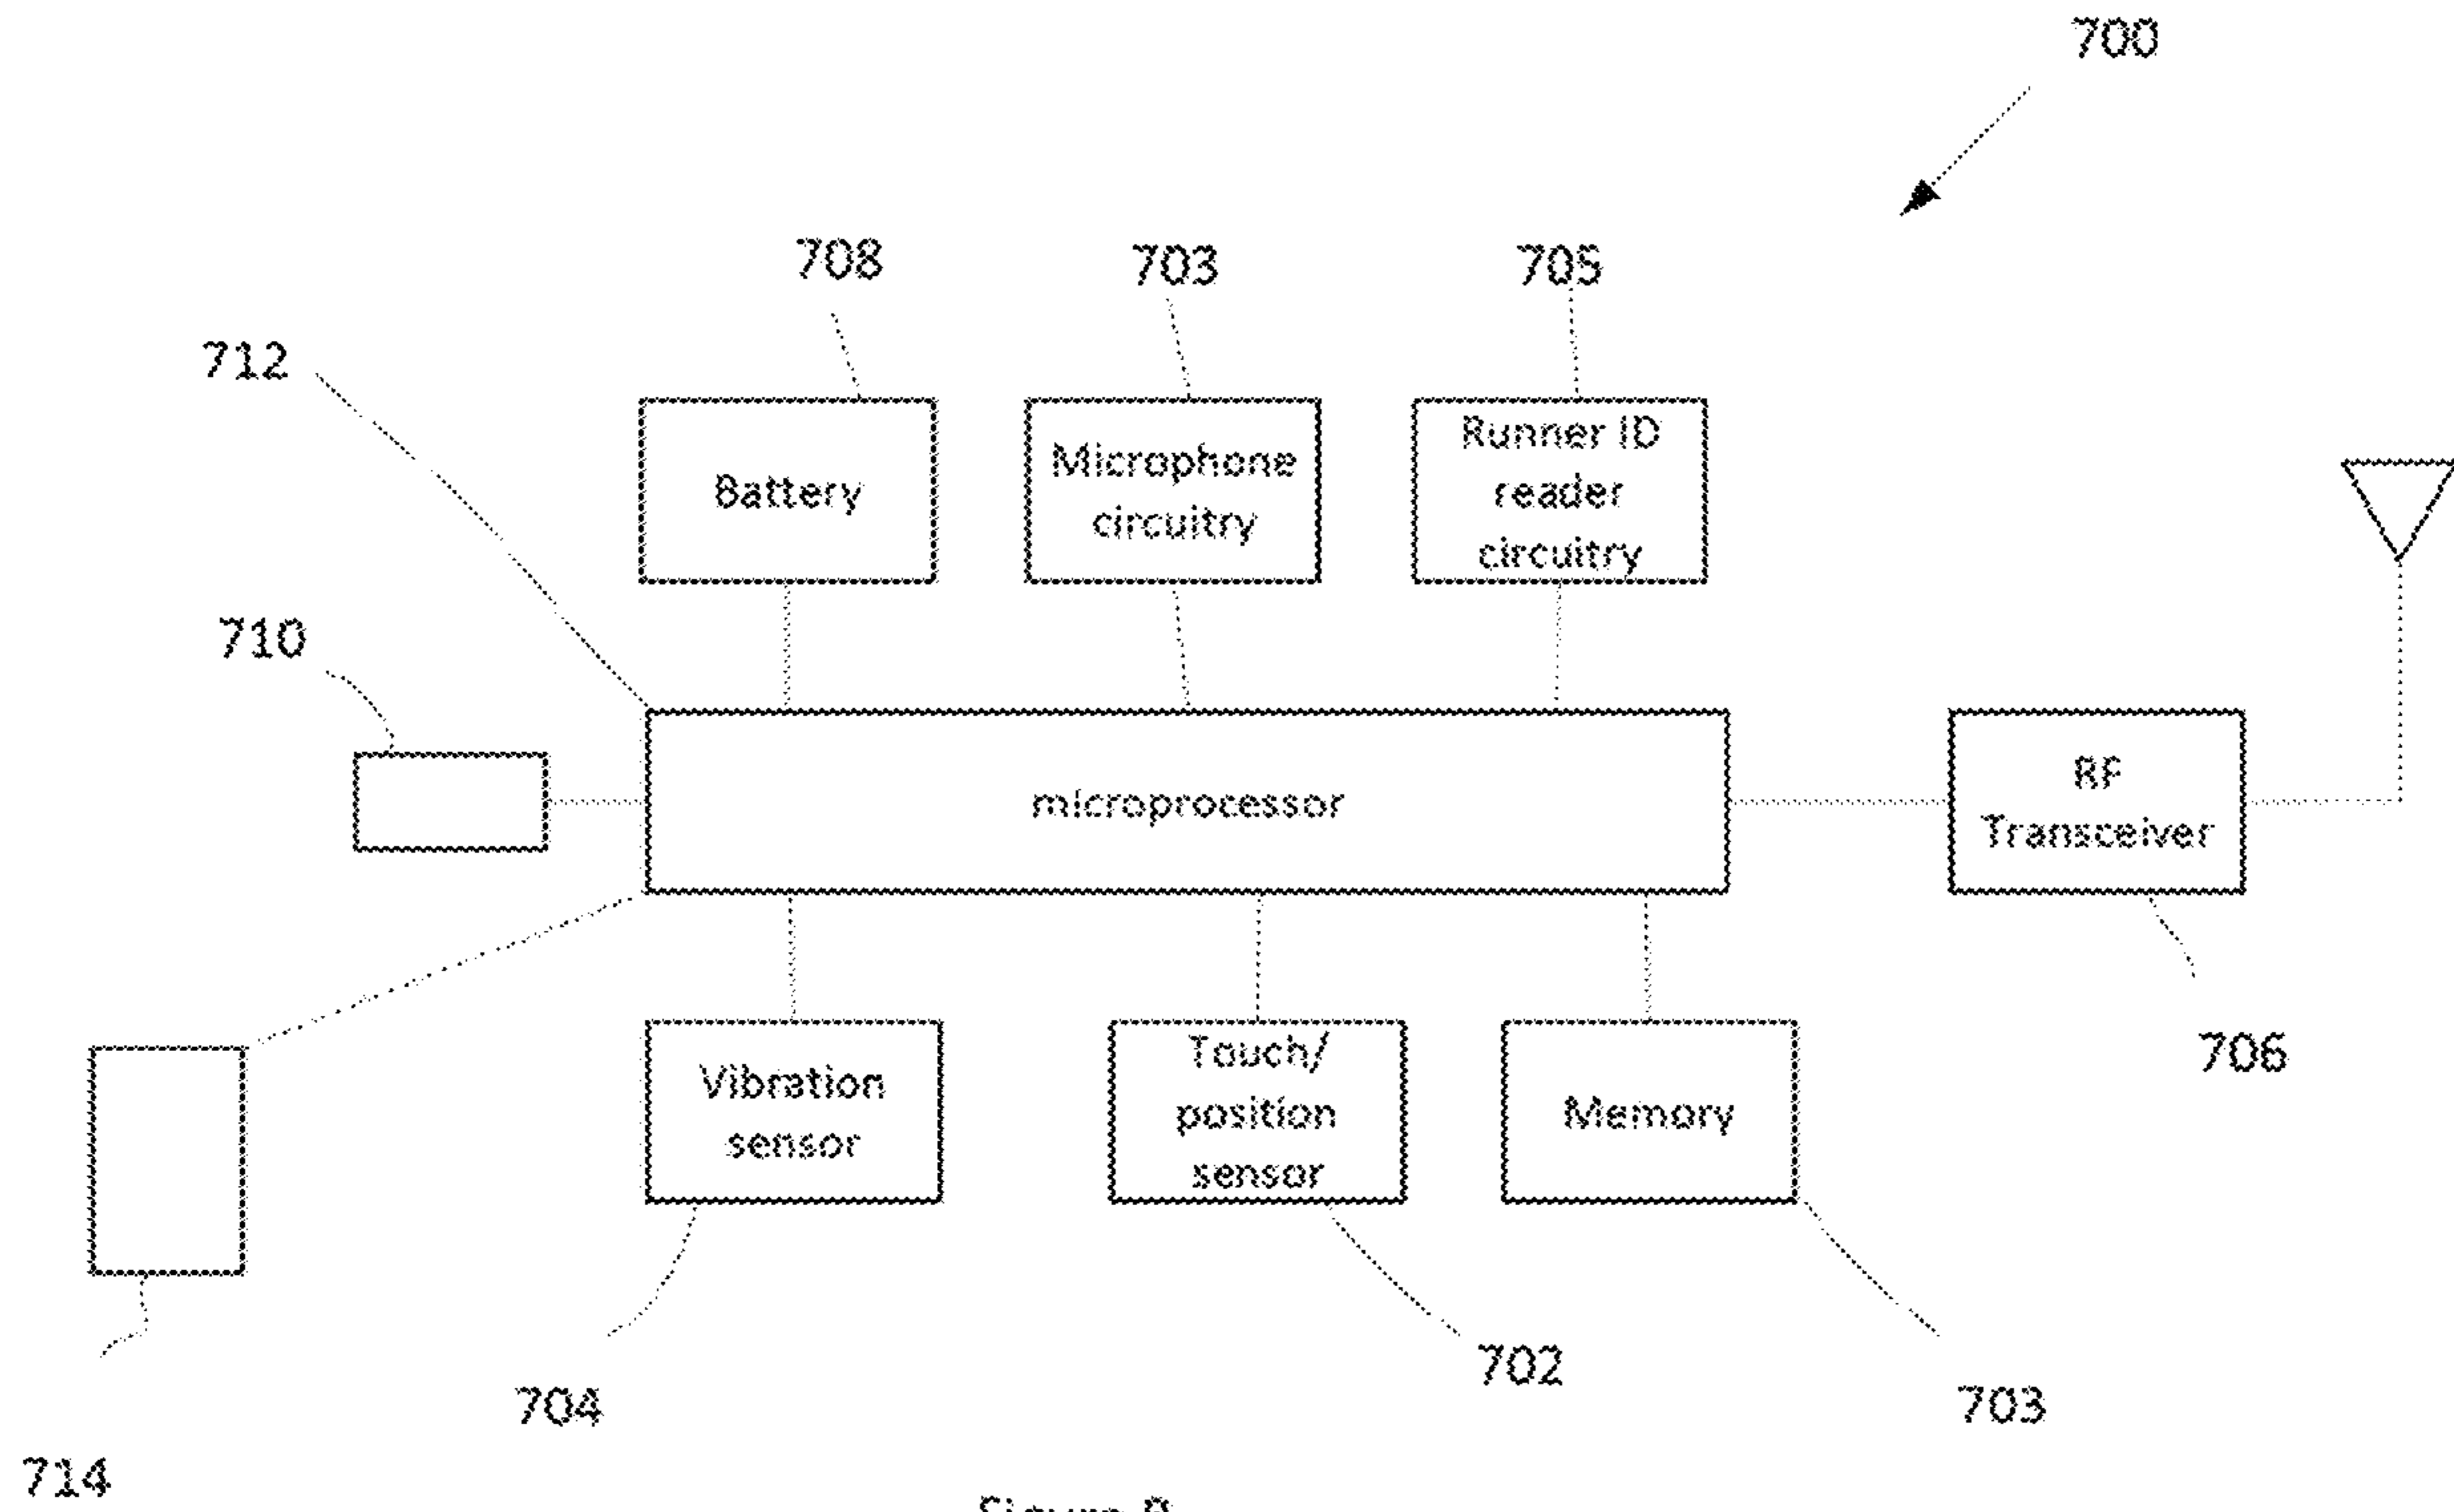 700
708
703
705
712
Battery
Microphone
circuitry
Runner ID
reader
circuitry
710
microprocessor
RF
Transceiver
Vibration
sensor
Touch/
position
sensor
Memory
706
704
702
703
714